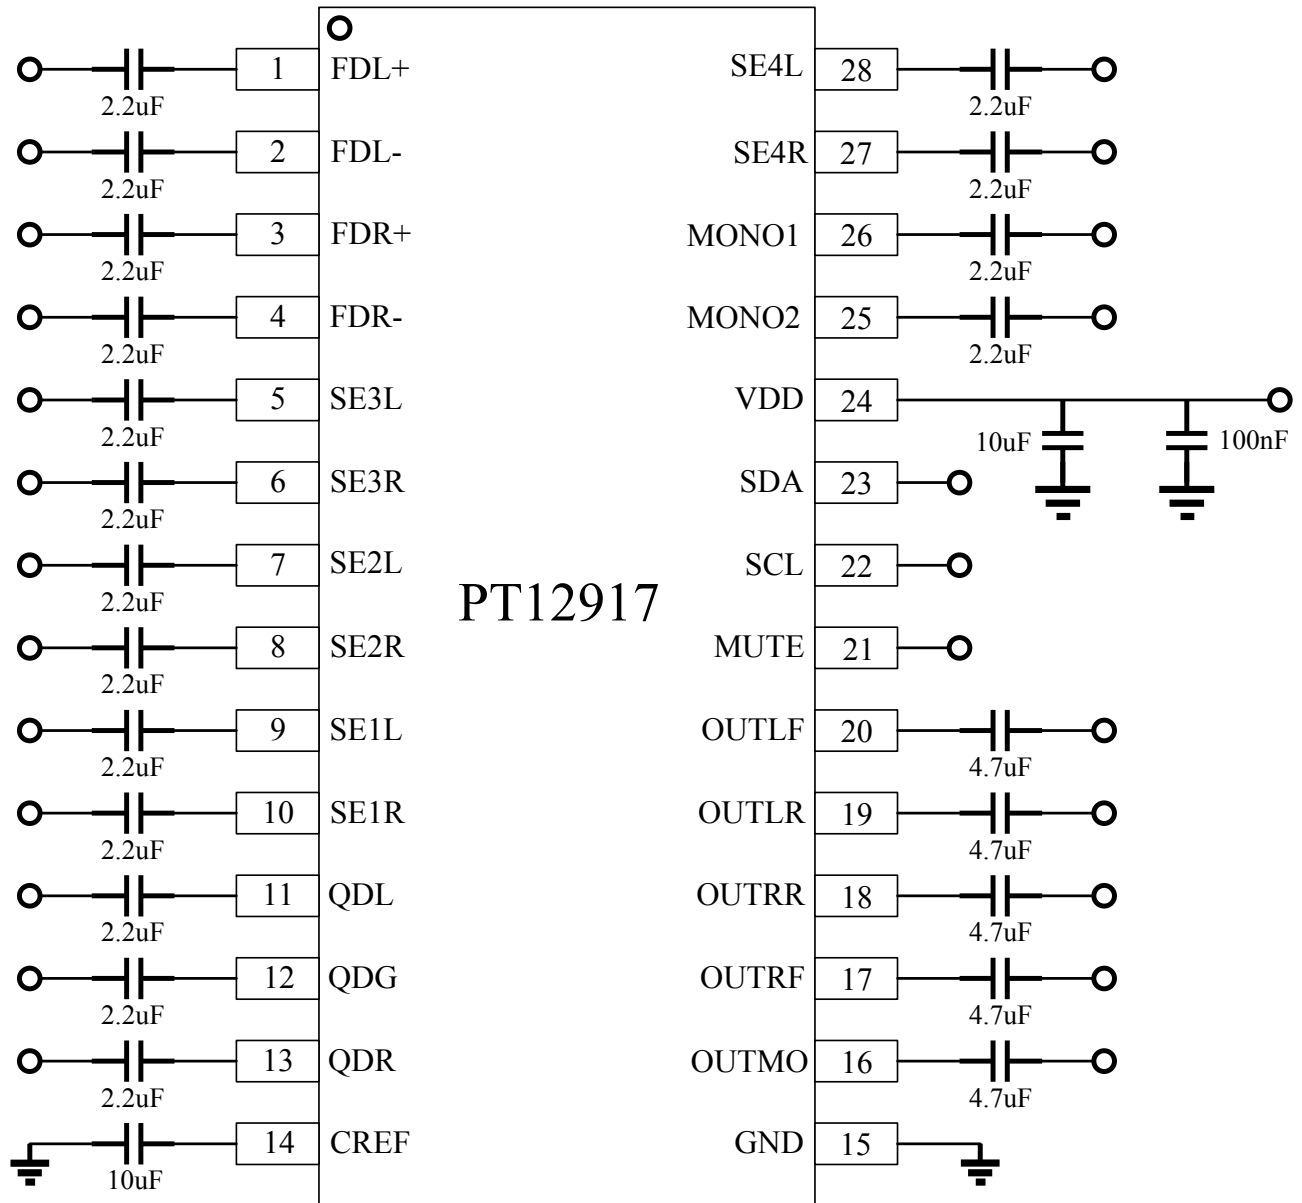 1 FDL+ SE4L 28
2.2uF 2.2uF
2 FDL- SE4R 27
2.2uF 2.2uF
3 FDR+ MONO1 26
2.2uF 2.2uF
4 FDR- MONO2 25
2.2uF 2.2uF
5 SE3L VDD 24
2.2uF 10uF 100nF
6 SE3R SDA 23
2.2uF
7 SE2L SCL 22
2.2uF
PT12917
8 SE2R MUTE 21
2.2uF
9 SE1L OUTLF 20
2.2uF 4.7uF
10 SE1R OUTLR 19
2.2uF 4.7uF
11 QDL OUTRR 18
2.2uF 4.7uF
12 QDG OUTRF 17
2.2uF 4.7uF
13 QDR OUTMO 16
2.2uF 4.7uF
14 CREF GND 15
10uF